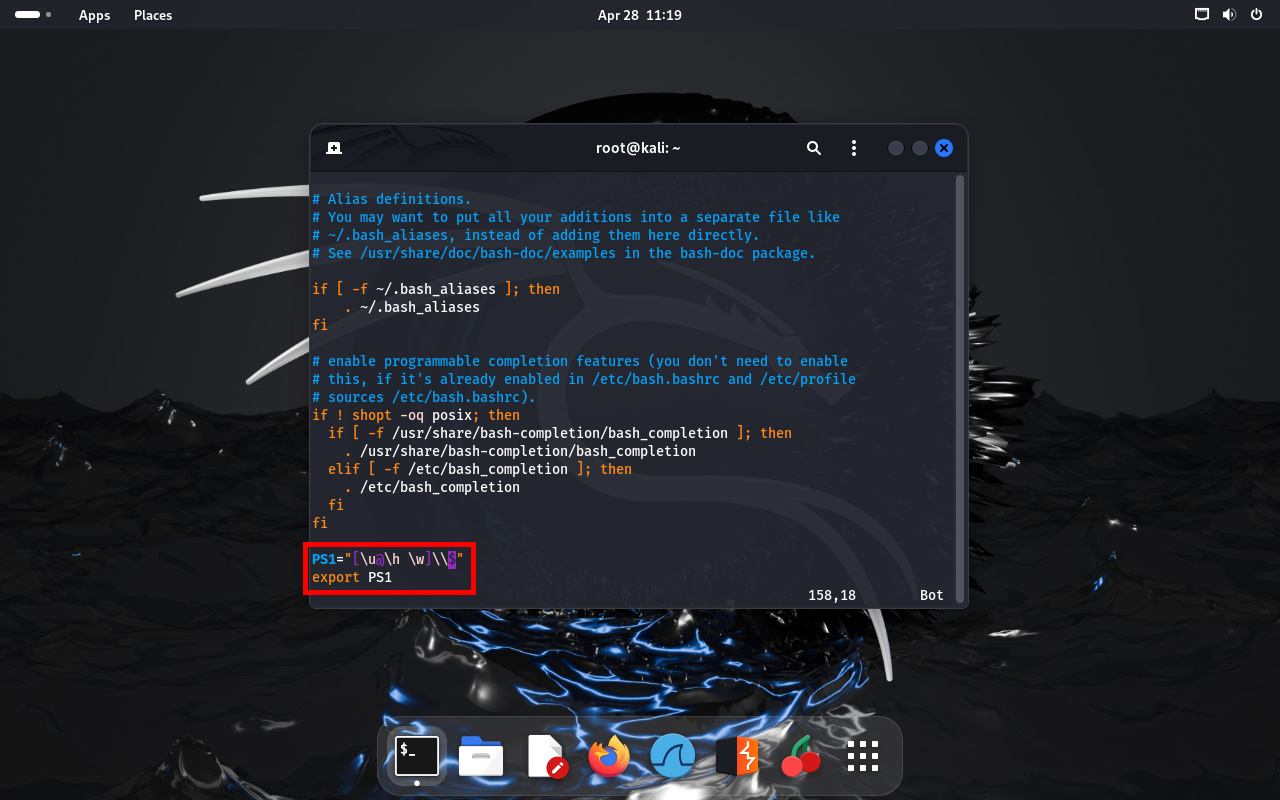 Apps Places Apr 28 11:19
root@kali: ~
# Alias definitions.
# You may want to put all your additions into a separate file like
# ~/.bash_aliases, instead of adding them here directly.
# See /usr/share/doc/bash-doc/examples in the bash-doc package.
if [ -f ~/.bash_aliases ]; then
    . ~/.bash_aliases
fi
# enable programmable completion features (you don't need to enable
# this, if it's already enabled in /etc/bash.bashrc and /etc/profile
# sources /etc/bash.bashrc).
if ! shopt -oq posix; then
  if [ -f /usr/share/bash-completion/bash_completion ]; then
    . /usr/share/bash-completion/bash_completion
  elif [ -f /etc/bash_completion ]; then
    . /etc/bash_completion
  fi
fi
PS1="[\u@\h \w]\\$"
export PS1
158,18 Bot
$_